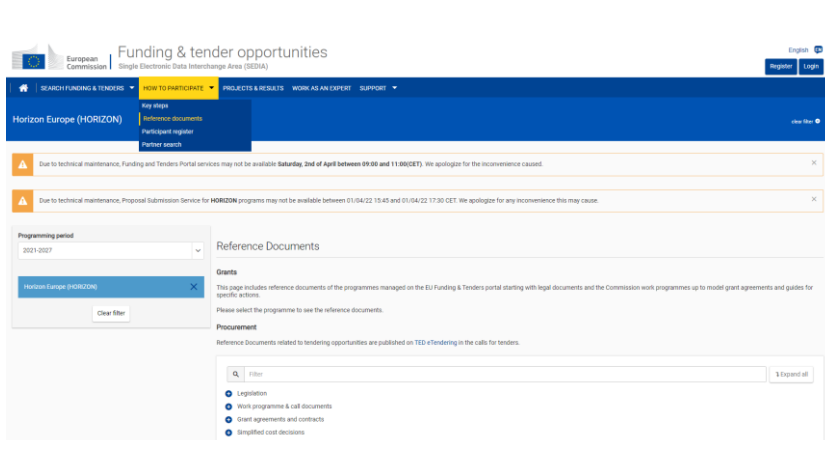 English
European Commission
Funding & tender opportunities
Single Electronic Data Interchange Area (SEDIA)
Register Login
SEARCH FUNDING & TENDERS HOW TO PARTICIPATE PROJECTS & RESULTS WORK AS AN EXPERT SUPPORT
Key steps
Reference documents
Participant register
Partner search
Horizon Europe (HORIZON)
clear filter
Due to technical maintenance, Funding and Tenders Portal services may not be available Saturday, 2nd of April between 09:00 and 11:00(CET). We apologize for the inconvenience caused.
Due to technical maintenance, Proposal Submission Service for HORIZON programs may not be available between 01/04/22 15:45 and 01/04/22 17:30 CET. We apologize for any inconvenience this may cause.
Programming period
2021-2027
Horizon Europe (HORIZON)
Clear filter
Reference Documents
Grants
This page includes reference documents of the programmes managed on the EU Funding & Tenders portal starting with legal documents and the Commission work programmes up to model grant agreements and guides for
specific actions.
Please select the programme to see the reference documents.
Procurement
Reference Documents related to tendering opportunities are published on TED eTendering in the calls for tenders.
Filter
Expand all
Legislation
Work programme & call documents
Grant agreements and contracts
Simplified cost decisions